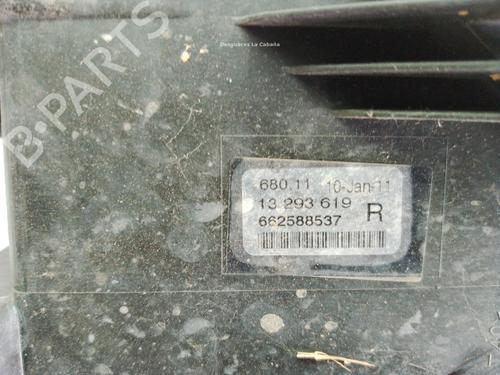 Desguaces La Cabaña
B-PARTS
680.11 10-Jan-11
13 293 619
662588537 R